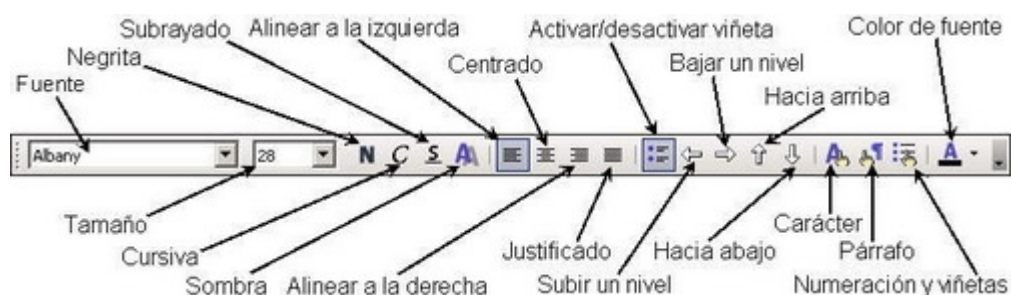 Subrayado
Alinear a la izquierda
Activar/desactivar viñeta
Color de fuente
Negrita
Centrado
Bajar un nivel
Fuente
Hacia arriba
Albany
28
N C S A
A A
Tamaño
Carácter
Cursiva
Justificado
Hacia abajo
Párrafo
Sombra
Alinear a la derecha
Subir un nivel
Numeración y viñetas